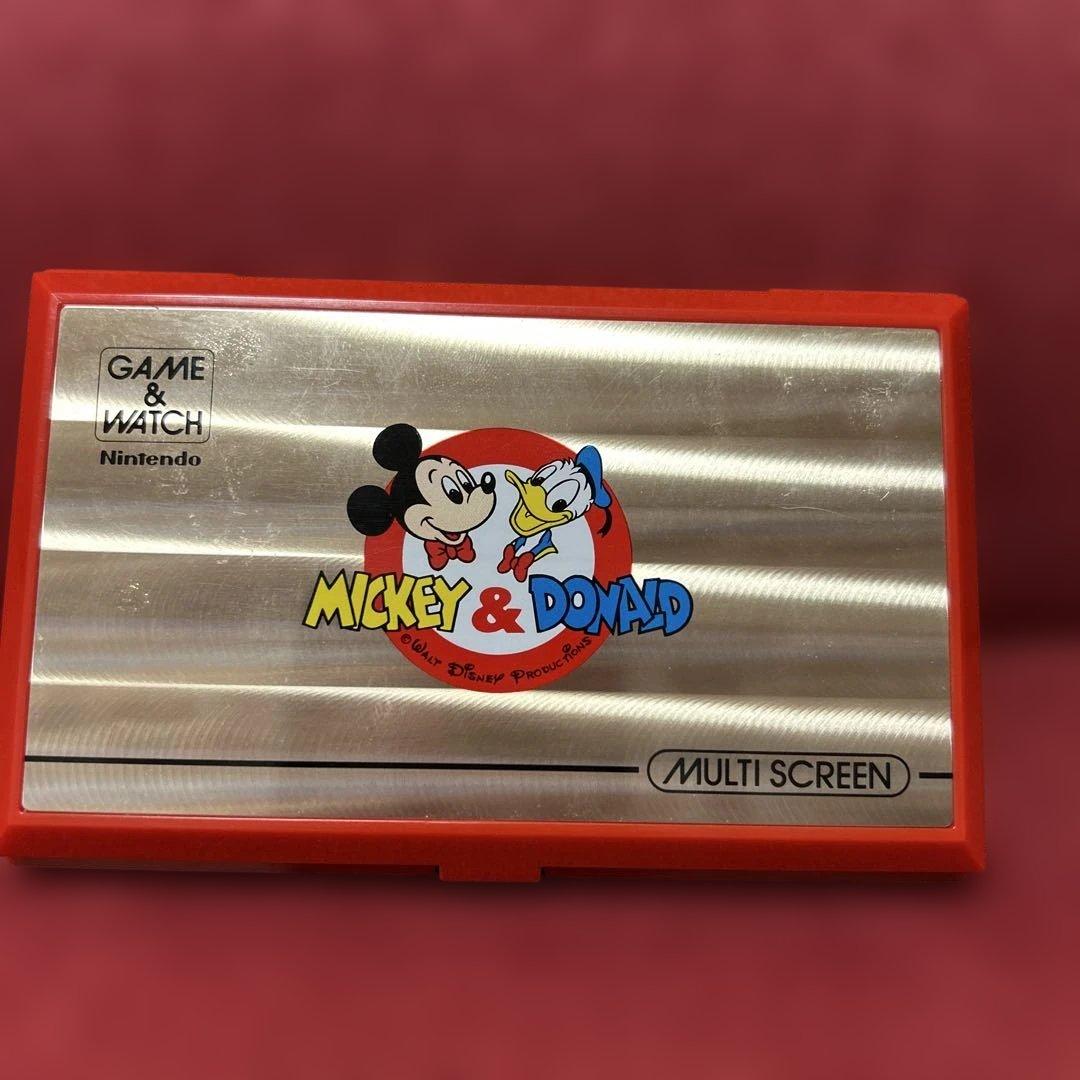 GAME
&
WATCH
Nintendo
MICKEY & DONALD
© WALT DISNEY PRODUCTIONS
MULTI SCREEN